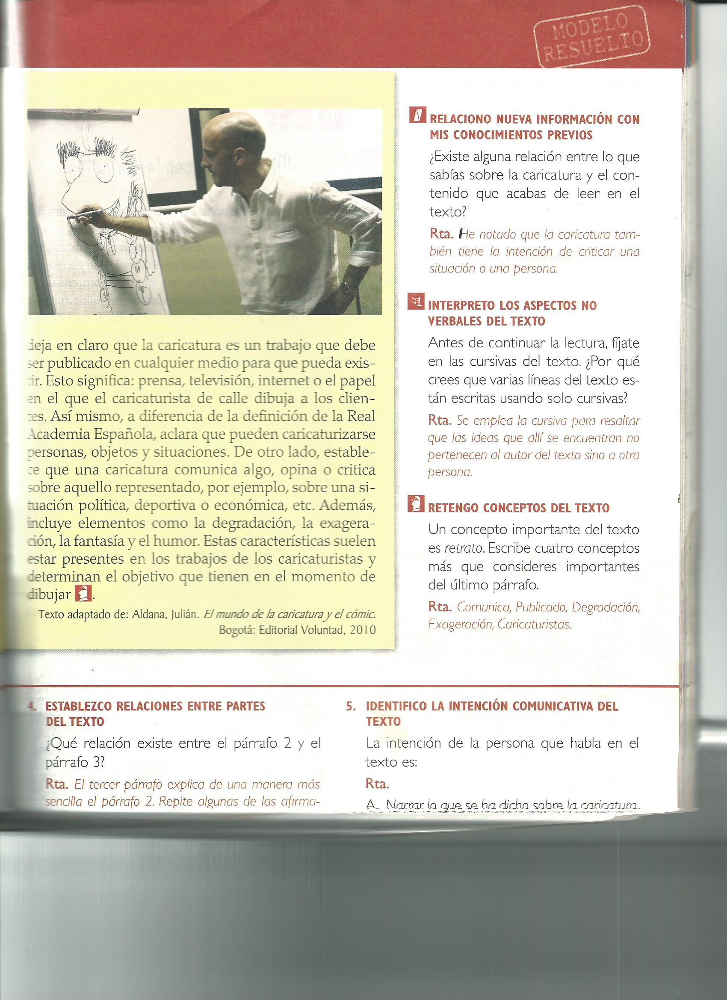 MODELO
RESUELTO
deja en claro que la caricatura es un trabajo que debe
ser publicado en cualquier medio para que pueda exis-
tir. Esto significa: prensa, televisión, internet o el papel
en el que el caricaturista de calle dibuja a los clien-
tes. Así mismo, a diferencia de la definición de la Real
Academia Española, aclara que pueden caricaturizarse
personas, objetos y situaciones. De otro lado, estable-
ce que una caricatura comunica algo, opina o critica
sobre aquello representado, por ejemplo, sobre una si-
tuación política, deportiva o económica, etc. Además,
incluye elementos como la degradación, la exagera-
ción, la fantasía y el humor. Estas características suelen
estar presentes en los trabajos de los caricaturistas y
determinan el objetivo que tienen en el momento de
dibujar .
Texto adaptado de: Aldana, Julián. El mundo de la caricatura y el cómic.
Bogotá: Editorial Voluntad, 2010
RELACIONO NUEVA INFORMACIÓN CON
MIS CONOCIMIENTOS PREVIOS
¿Existe alguna relación entre lo que
sabías sobre la caricatura y el con-
tenido que acabas de leer en el
texto?
Rta. He notado que la caricatura tam-
bién tiene la intención de criticar una
situación o una persona.
INTERPRETO LOS ASPECTOS NO
VERBALES DEL TEXTO
Antes de continuar la lectura, fíjate
en las cursivas del texto. ¿Por qué
crees que varias líneas del texto es-
tán escritas usando solo cursivas?
Rta. Se emplea la cursiva para resaltar
que las ideas que allí se encuentran no
pertenecen al autor del texto sino a otra
persona.
RETENGO CONCEPTOS DEL TEXTO
Un concepto importante del texto
es retrato. Escribe cuatro conceptos
más que consideres importantes
del último párrafo.
Rta. Comunica, Publicado, Degradación,
Exageración, Caricaturistas.
4. ESTABLEZCO RELACIONES ENTRE PARTES
DEL TEXTO
¿Qué relación existe entre el párrafo 2 y el
párrafo 3?
Rta. El tercer párrafo explica de una manera más
sencilla el párrafo 2. Repite algunas de las afirma-
5. IDENTIFICO LA INTENCIÓN COMUNICATIVA DEL
TEXTO
La intención de la persona que habla en el
texto es:
Rta.
A. Narrar lo que se ha dicho sobre la caricatura.